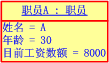 职员A : 职员
姓名 = A
年龄 = 30
目前工资数额 = 8000